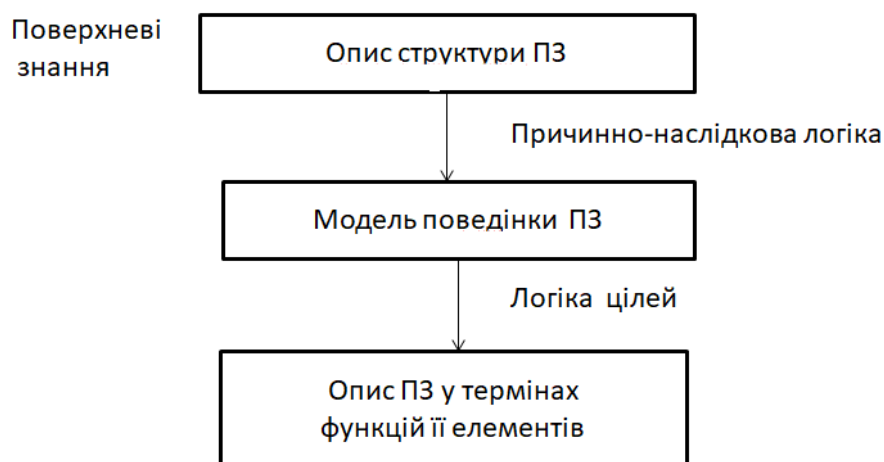 Поверхневі
знання
Опис структури ПЗ
Причинно-наслідкова логіка
Модель поведінки ПЗ
Логіка цілей
Опис ПЗ у термінах
функцій її елементів